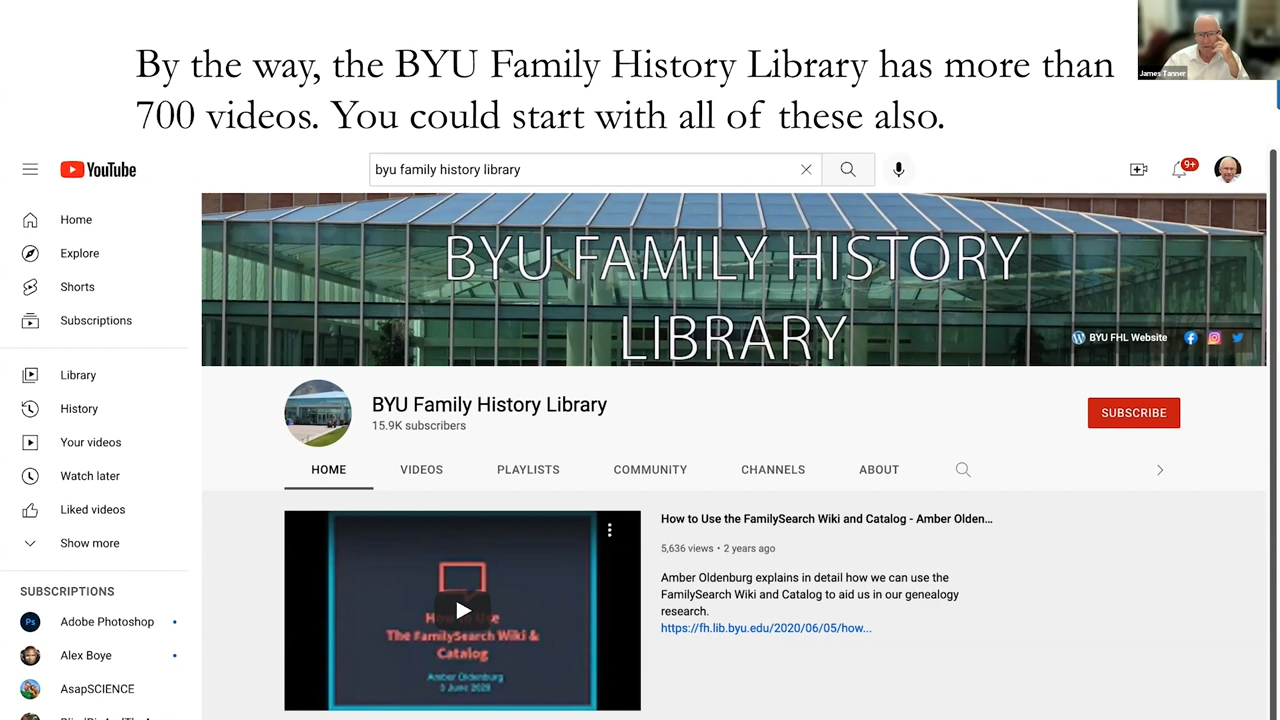 By the way, the BYU Family History Library has more than
700 videos. You could start with all of these also.
James Tanner
YouTube
byu family history library
9+
Home
Explore
Shorts
Subscriptions
Library
History
Your videos
Watch later
Liked videos
Show more
SUBSCRIPTIONS
Ps Adobe Photoshop
Alex Boye
AsapSCIENCE
BYU FAMILY HISTORY
LIBRARY
BYU FHL Website
BYU Family History Library
15.9K subscribers
SUBSCRIBE
HOME VIDEOS PLAYLISTS COMMUNITY CHANNELS ABOUT
The FamilySearch Wiki &
Catalog
Amber Oldenburg
How to Use the FamilySearch Wiki and Catalog - Amber Olden...
5,636 views • 2 years ago
Amber Oldenburg explains in detail how we can use the
FamilySearch Wiki and Catalog to aid us in our genealogy
research.
https://fh.lib.byu.edu/2020/06/05/how...